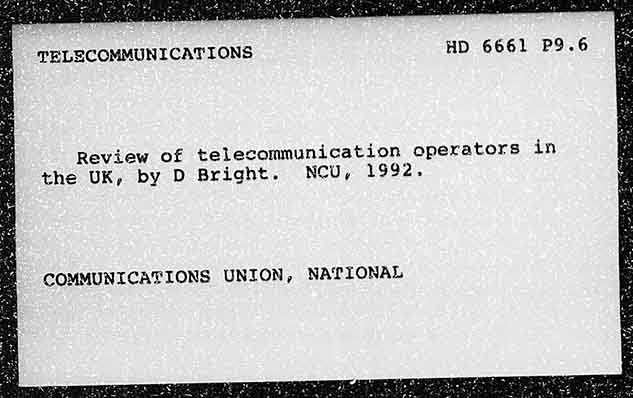 TELECOMMUNICATIONS HD 6661 P9.6
Review of telecommunication operators in
the UK, by D Bright. NCU, 1992.
COMMUNICATIONS UNION, NATIONAL